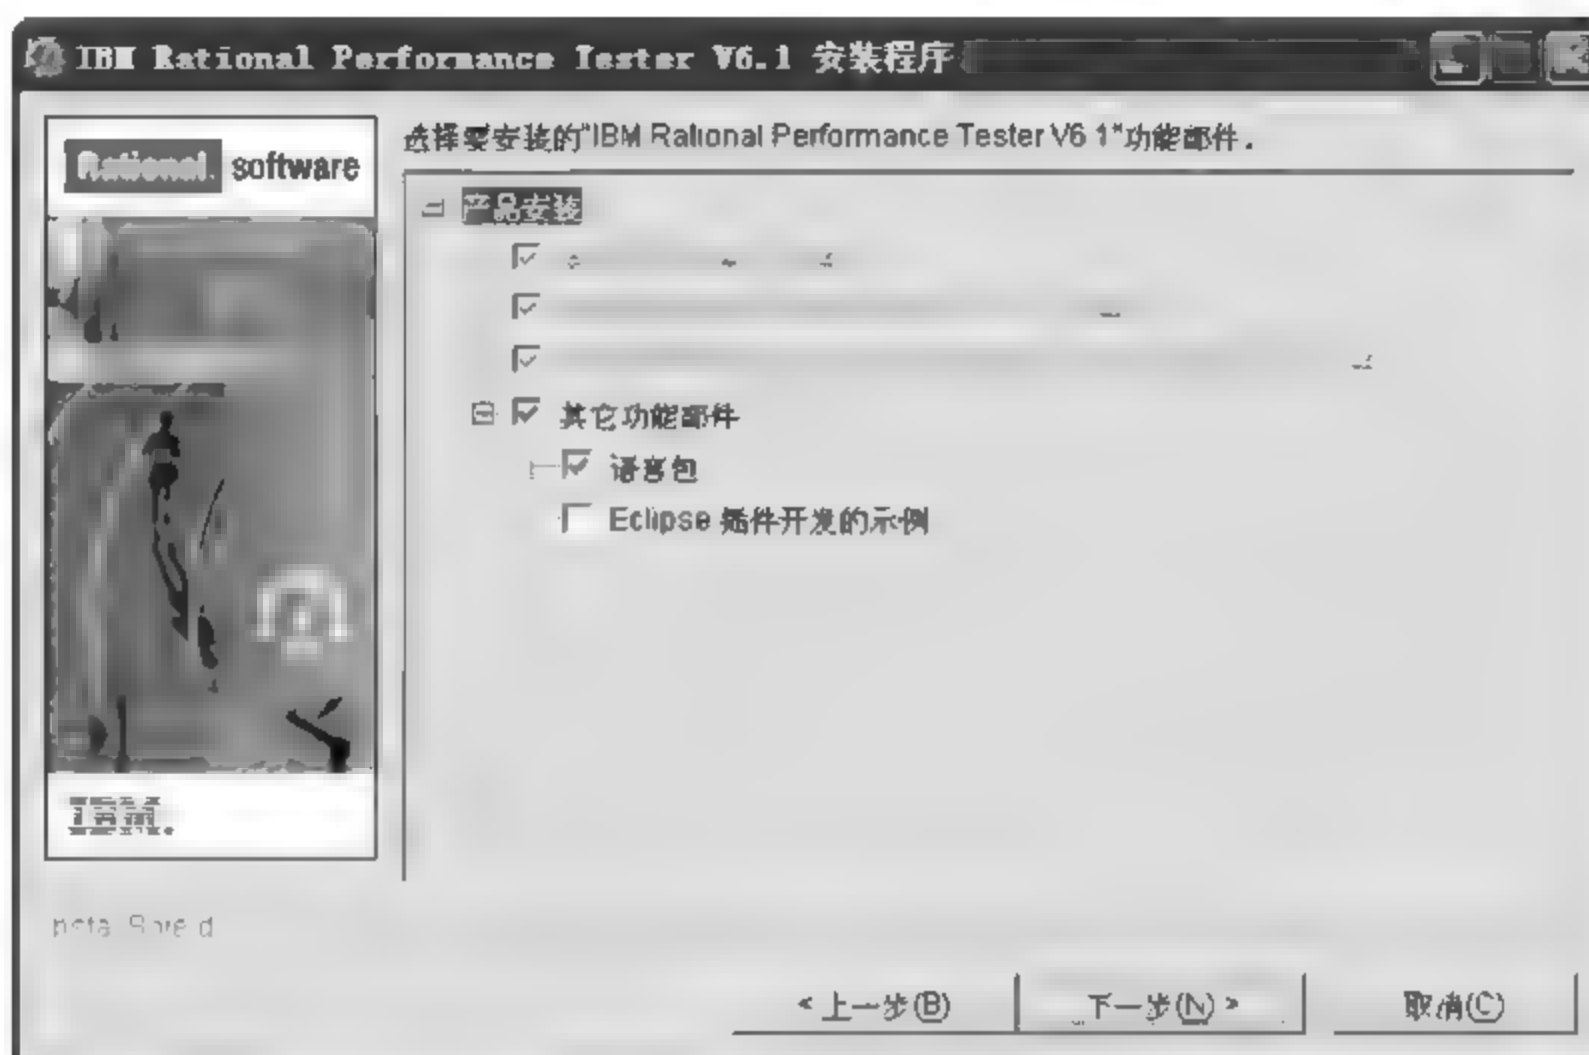 IBM Rational Performance Tester V6.1 安装程序
Rational. software
选择要安装的"IBM Rational Performance Tester V6.1"功能部件.
产品安装
其它功能部件
语言包
Eclipse 插件开发的示例
IBM.
InstallShield
< 上一步(B)
下一步(N) >
取消(C)